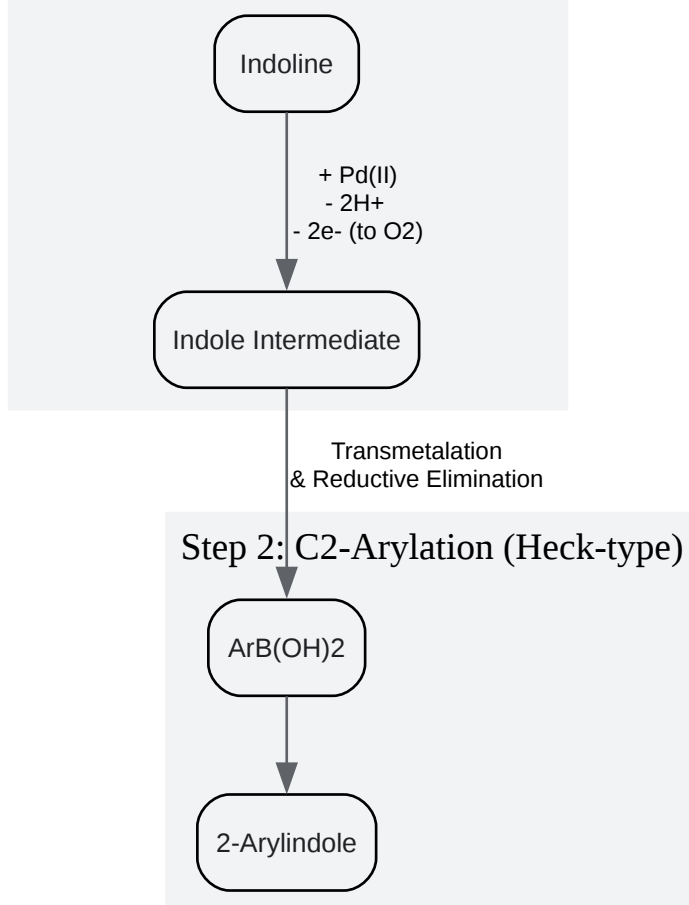 Indoline
+ Pd(II)
- 2H+
- 2e- (to O2)
Indole Intermediate
Transmetalation
& Reductive Elimination
Step 2: C2-Arylation (Heck-type)
ArB(OH)2
2-Arylindole